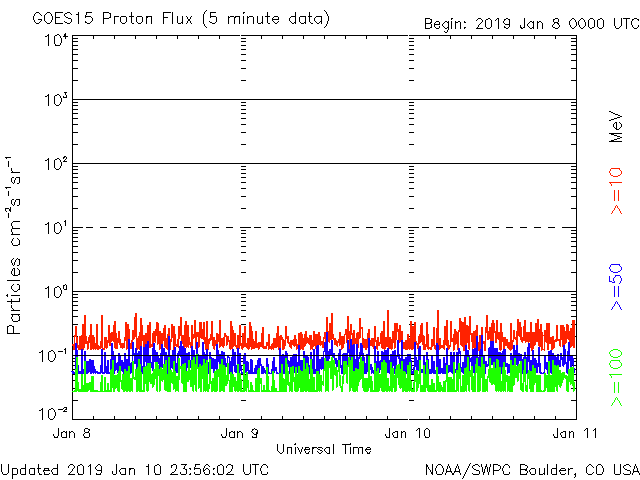 GOES15 Proton Flux (5 minute data)
Begin: 2019 Jan 8 0000 UTC
10⁴
10³
10²
10¹
10⁰
10⁻¹
10⁻²
Particles cm⁻²s⁻¹sr⁻¹
MeV
>=10
>=50
>=100
Jan 8
Jan 9
Jan 10
Jan 11
Universal Time
Updated 2019 Jan 10 23:56:02 UTC
NOAA/SWPC Boulder, CO USA